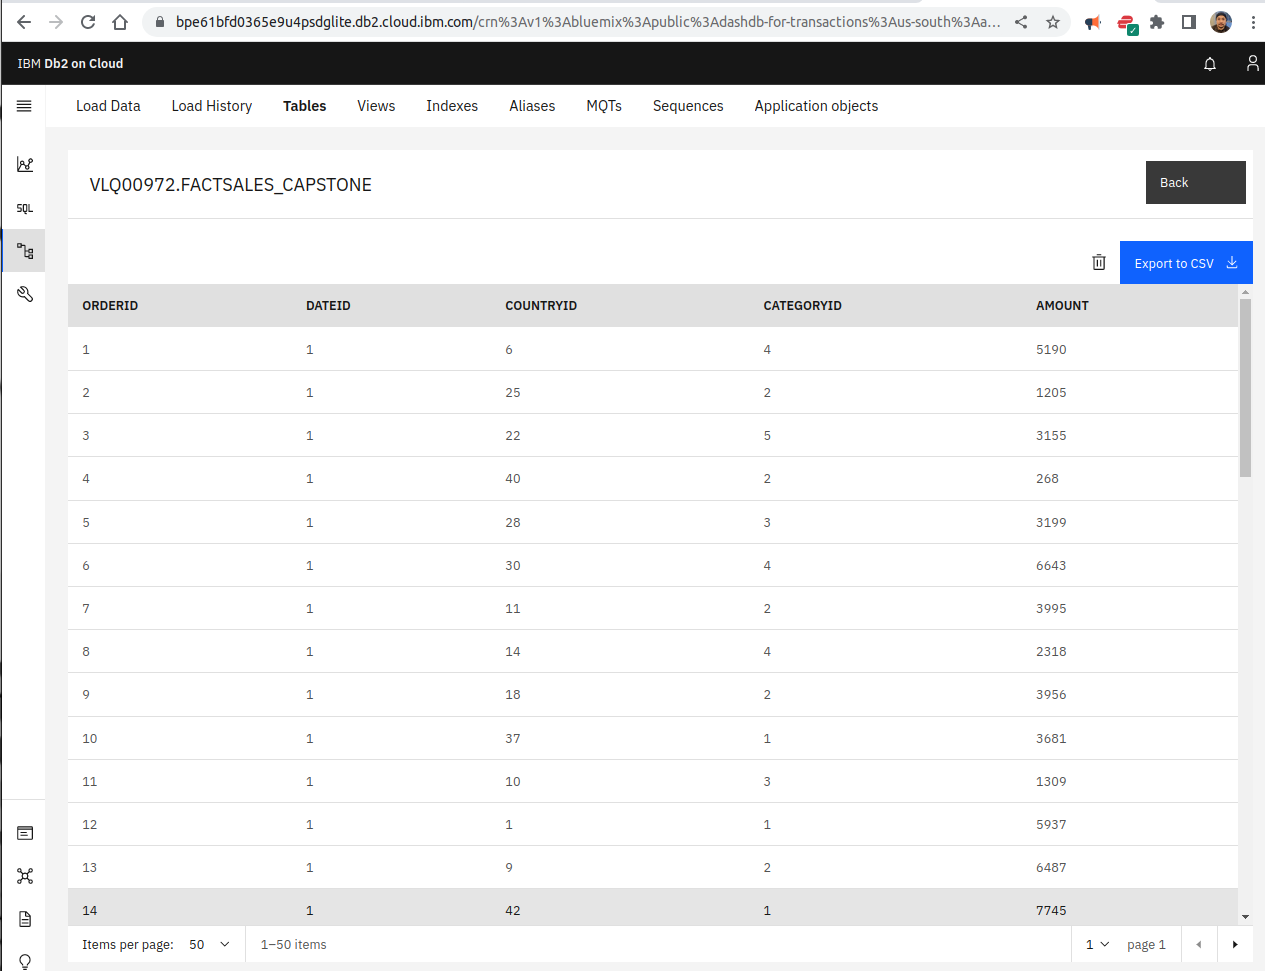 bpe61bfd0365e9u4psdglite.db2.cloud.ibm.com/crn%3Av1%3Abluemix%3Apublic%3Adashdb-for-transactions%3Aus-south%3Aa...
IBM Db2 on Cloud
Load Data Load History Tables Views Indexes Aliases MQTs Sequences Application objects
SQL
VLQ00972.FACTSALES_CAPSTONE
Back
Export to CSV
ORDERID DATEID COUNTRYID CATEGORYID AMOUNT
1 1 6 4 5190
2 1 25 2 1205
3 1 22 5 3155
4 1 40 2 268
5 1 28 3 3199
6 1 30 4 6643
7 1 11 2 3995
8 1 14 4 2318
9 1 18 2 3956
10 1 37 1 3681
11 1 10 3 1309
12 1 1 1 5937
13 1 9 2 6487
14 1 42 1 7745
Items per page: 50 1–50 items 1 page 1